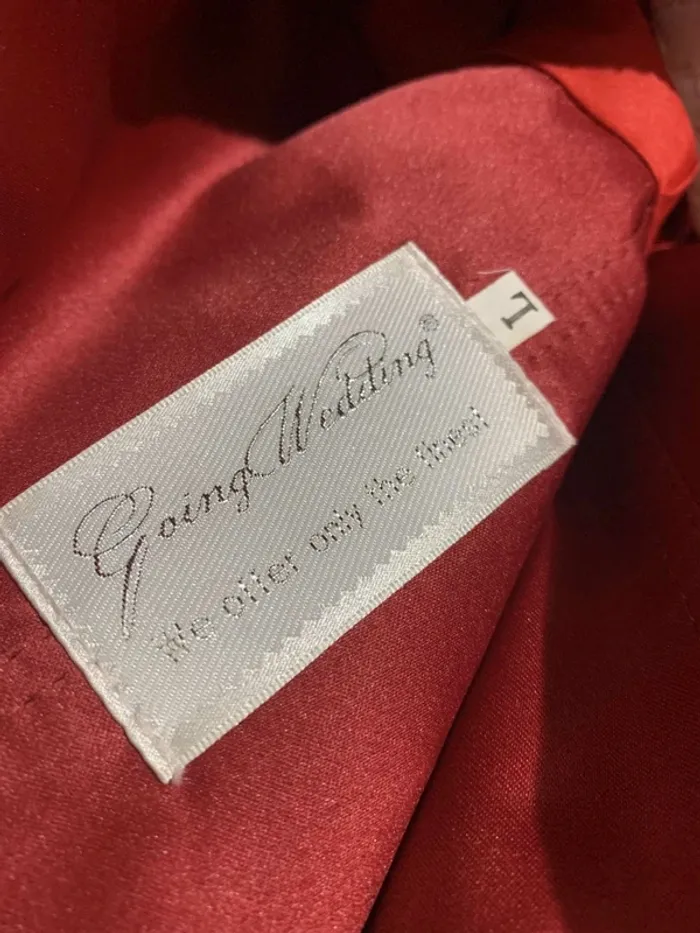 Going Wedding®
We offer only the finest
L